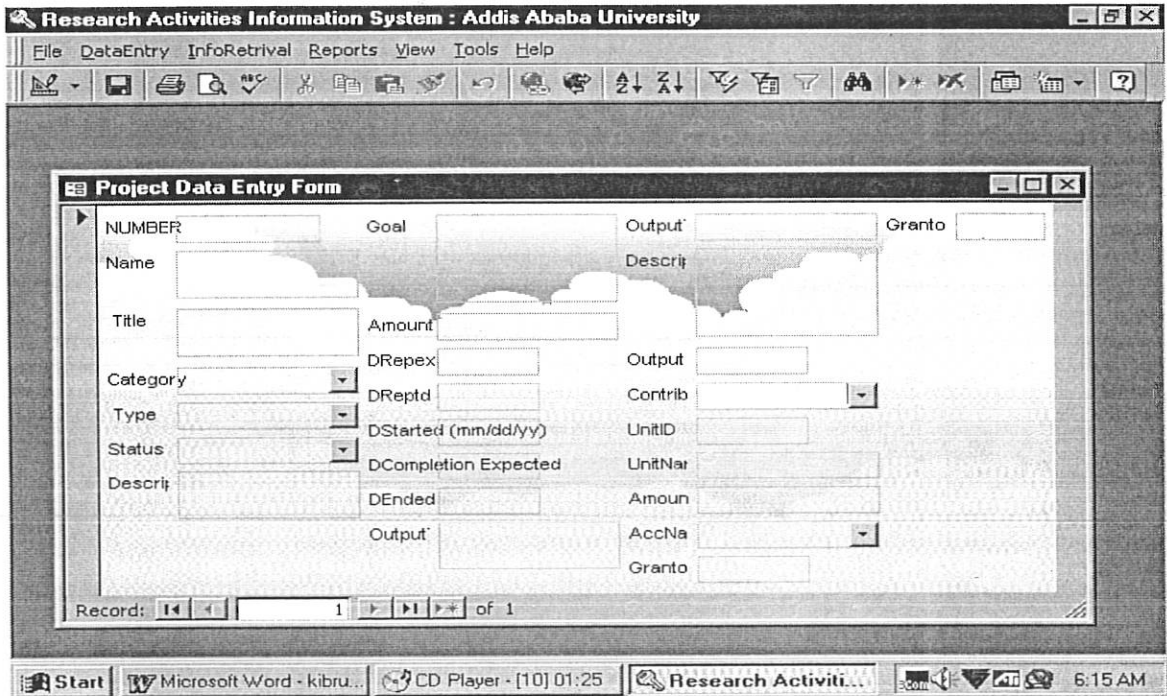 Research Activities Information System : Addis Ababa University
File DataEntry InfoRetrival Reports View Tools Help
Project Data Entry Form
NUMBER Goal Output Granto
Name Descrip
Title Amount
DRepex Output
Category DReptd Contrib
Type DStarted (mm/dd/yy) UnitID
Status DCompletion Expected UnitNar
Descrip DEnded Amoun
Output AccNa
Granto
Record: 1 of 1
Start Microsoft Word - kibru... CD Player - [10] 01:25 Research Activiti... 6:15 AM